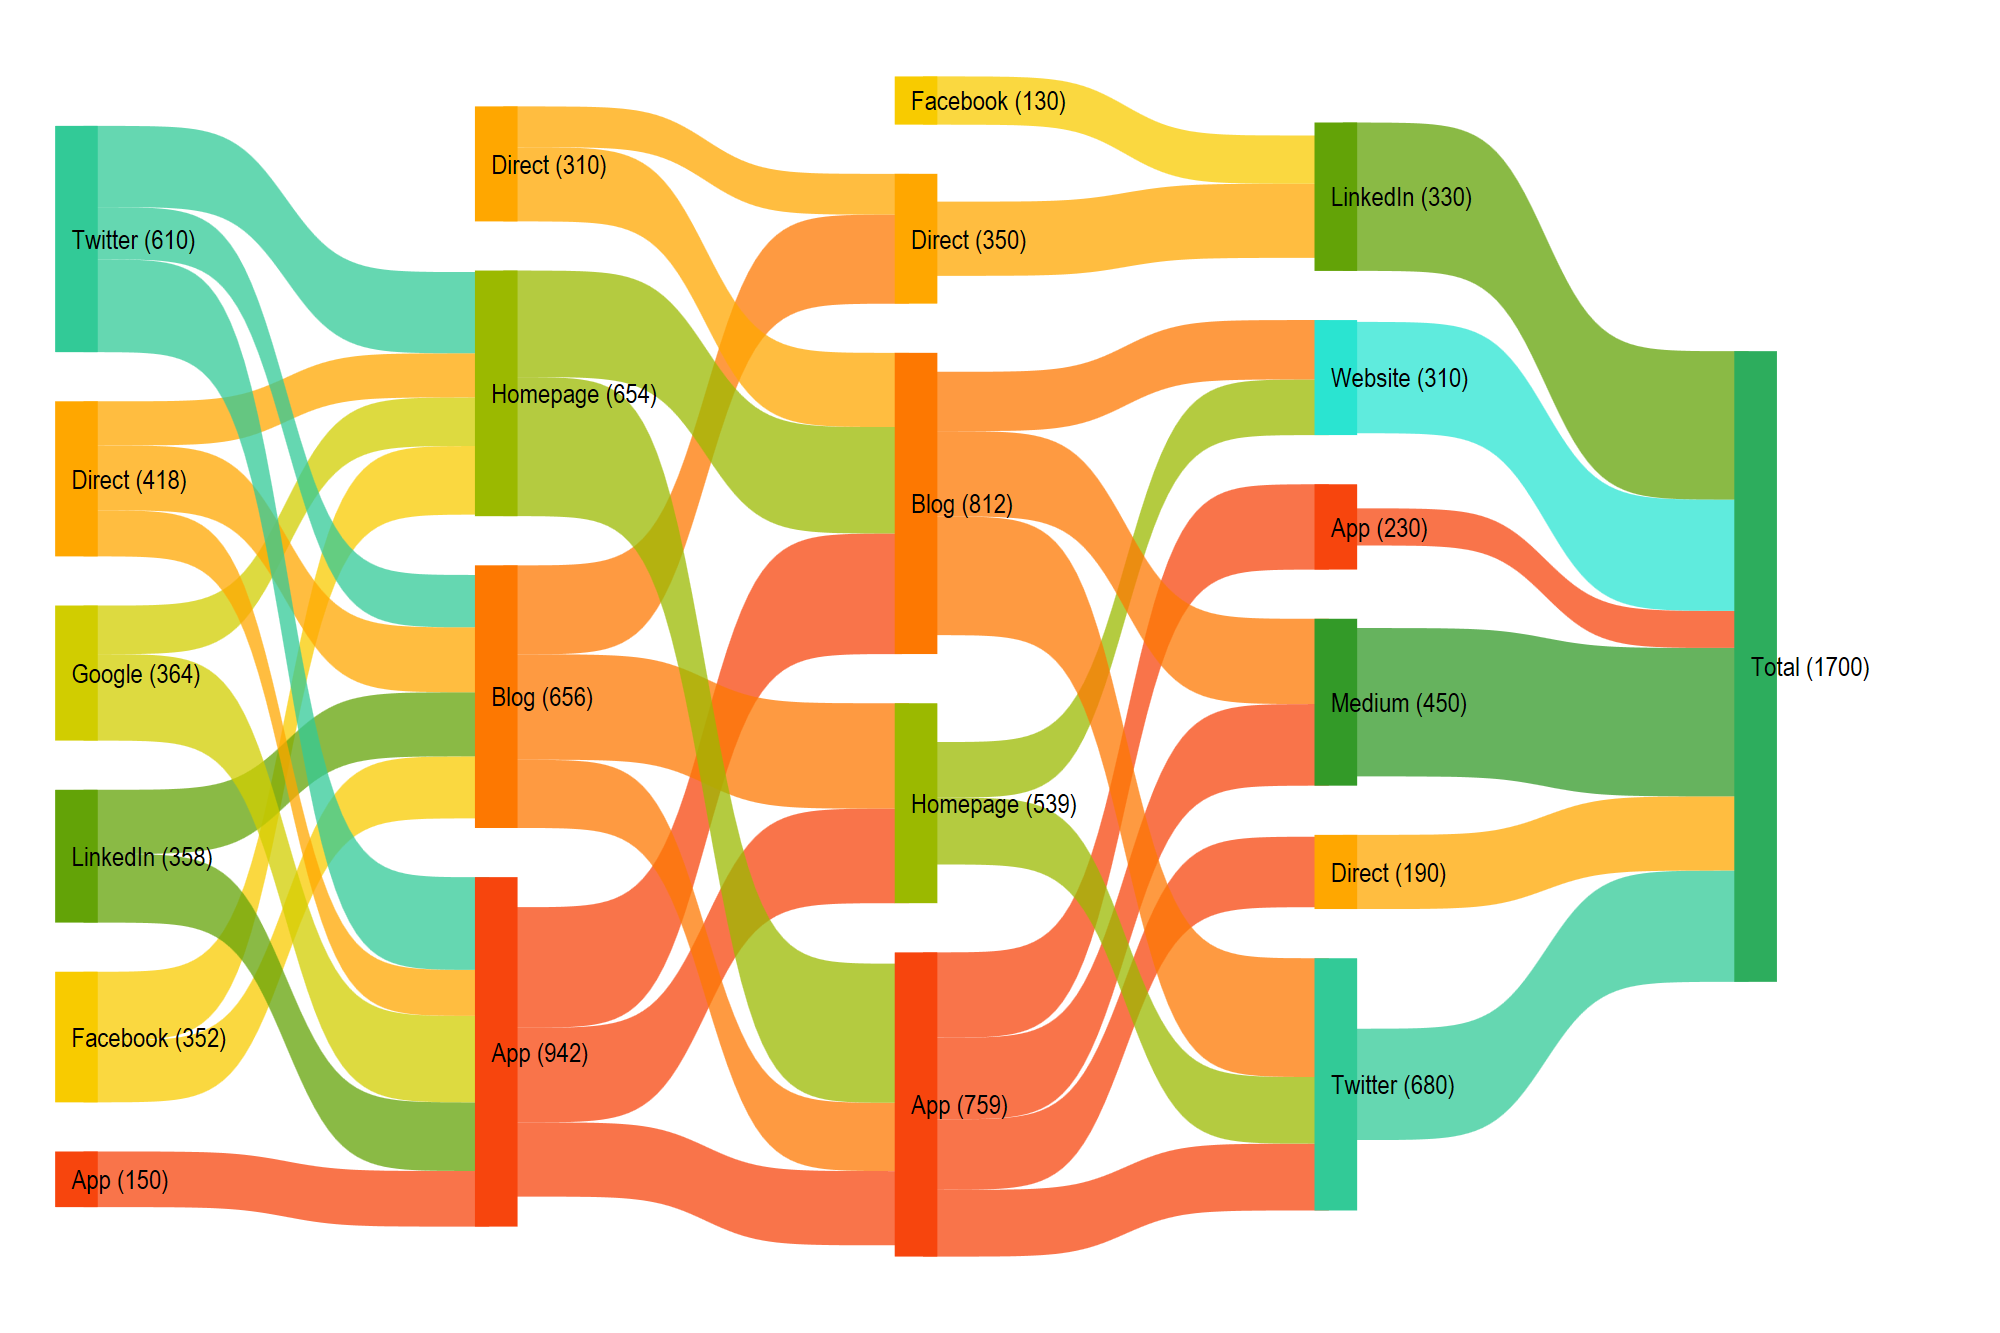 Twitter (610)
Direct (418)
Google (364)
LinkedIn (358)
Facebook (352)
App (150)
Direct (310)
Homepage (654)
Blog (656)
App (942)
Facebook (130)
Direct (350)
Blog (812)
Homepage (539)
App (759)
LinkedIn (330)
Website (310)
App (230)
Medium (450)
Direct (190)
Twitter (680)
Total (1700)